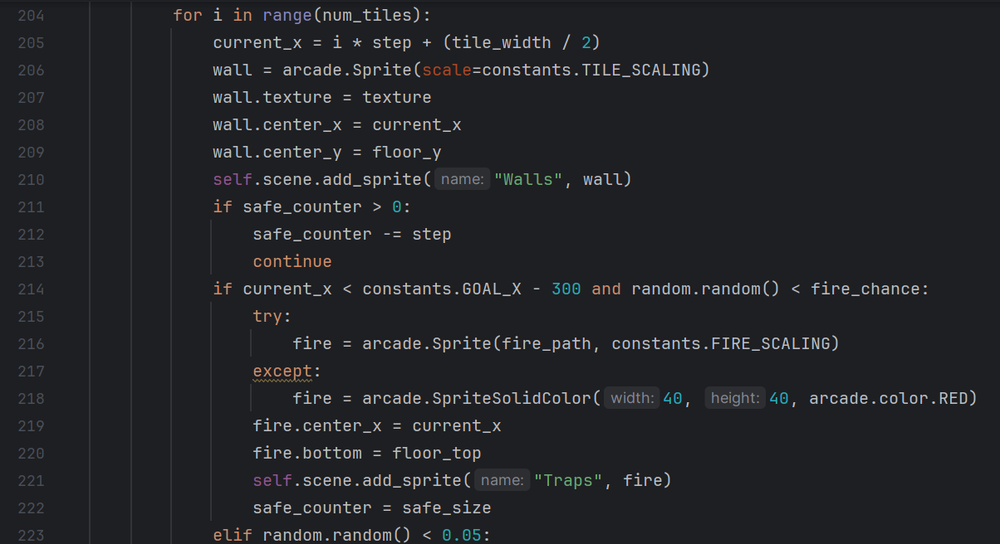 204 for i in range(num_tiles):
205 current_x = i * step + (tile_width / 2)
206 wall = arcade.Sprite(scale=constants.TILE_SCALING)
207 wall.texture = texture
208 wall.center_x = current_x
209 wall.center_y = floor_y
210 self.scene.add_sprite( name: "Walls", wall)
211 if safe_counter > 0:
212 safe_counter -= step
213 continue
214 if current_x < constants.GOAL_X - 300 and random.random() < fire_chance:
215 try:
216 fire = arcade.Sprite(fire_path, constants.FIRE_SCALING)
217 except:
218 fire = arcade.SpriteSolidColor( width: 40, height: 40, arcade.color.RED)
219 fire.center_x = current_x
220 fire.bottom = floor_top
221 self.scene.add_sprite( name: "Traps", fire)
222 safe_counter = safe_size
223 elif random.random() < 0.05: